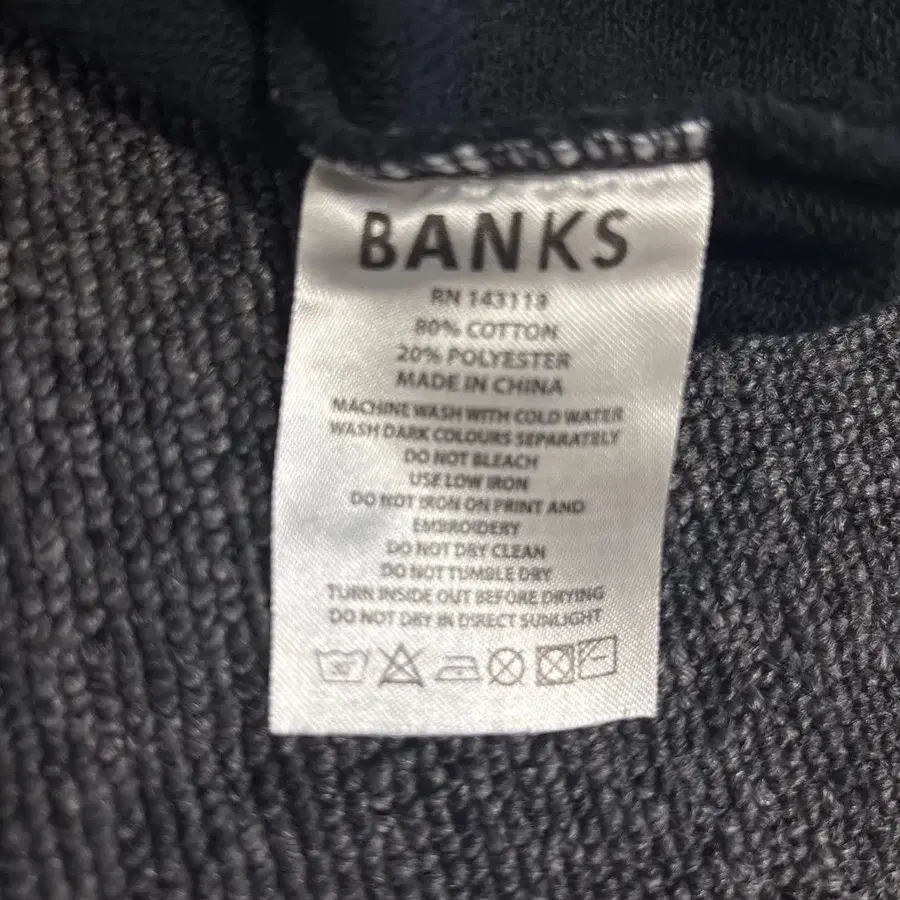 BANKS
RN 143118
80% COTTON
20% POLYESTER
MADE IN CHINA
MACHINE WASH WITH COLD WATER
WASH DARK COLOURS SEPARATELY
DO NOT BLEACH
USE LOW IRON
DO NOT IRON ON PRINT AND
EMBROIDERY
DO NOT DRY CLEAN
DO NOT TUMBLE DRY
TURN INSIDE OUT BEFORE DRYING
DO NOT DRY IN DIRECT SUNLIGHT